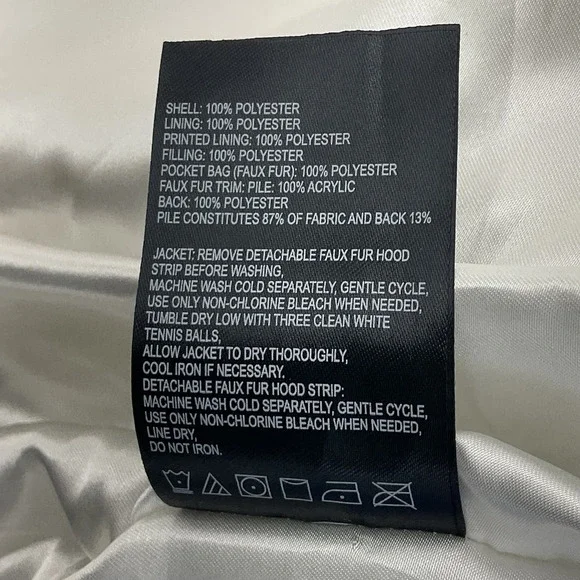 SHELL: 100% POLYESTER
LINING: 100% POLYESTER
PRINTED LINING: 100% POLYESTER
FILLING: 100% POLYESTER
POCKET BAG (FAUX FUR): 100% POLYESTER
FAUX FUR TRIM: PILE: 100% ACRYLIC
BACK: 100% POLYESTER
PILE CONSTITUTES 87% OF FABRIC AND BACK 13%
JACKET: REMOVE DETACHABLE FAUX FUR HOOD
STRIP BEFORE WASHING,
MACHINE WASH COLD SEPARATELY, GENTLE CYCLE,
USE ONLY NON-CHLORINE BLEACH WHEN NEEDED,
TUMBLE DRY LOW WITH THREE CLEAN WHITE
TENNIS BALLS,
ALLOW JACKET TO DRY THOROUGHLY,
COOL IRON IF NECESSARY.
DETACHABLE FAUX FUR HOOD STRIP:
MACHINE WASH COLD SEPARATELY, GENTLE CYCLE,
USE ONLY NON-CHLORINE BLEACH WHEN NEEDED,
LINE DRY,
DO NOT IRON.